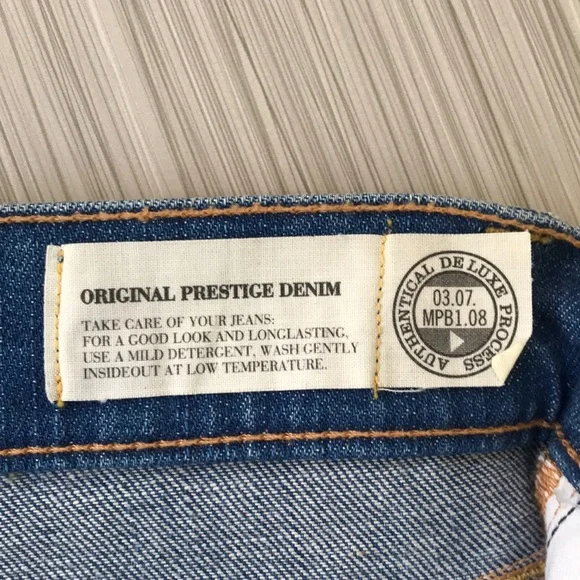 ORIGINAL PRESTIGE DENIM
TAKE CARE OF YOUR JEANS:
FOR A GOOD LOOK AND LONGLASTING,
USE A MILD DETERGENT, WASH GENTLY
INSIDEOUT AT LOW TEMPERATURE.
AUTHENTICAL DE LUXE PROCESS
03.07.
MPB1.08